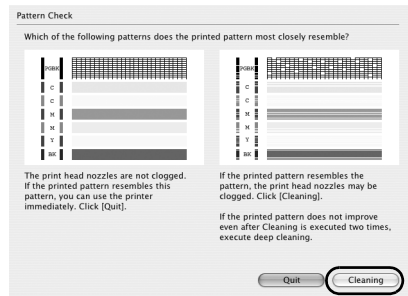 Pattern Check
Which of the following patterns does the printed pattern most closely resemble?
PGBK
C
C
M
M
Y
BK
PGBK
C
C
M
M
Y
BK
The print head nozzles are not clogged.
If the printed pattern resembles this
pattern, you can use the printer
immediately. Click [Quit].
If the printed pattern resembles the
pattern, the print head nozzles may be
clogged. Click [Cleaning].
If the printed pattern does not improve
even after Cleaning is executed two times,
execute deep cleaning.
Quit
Cleaning